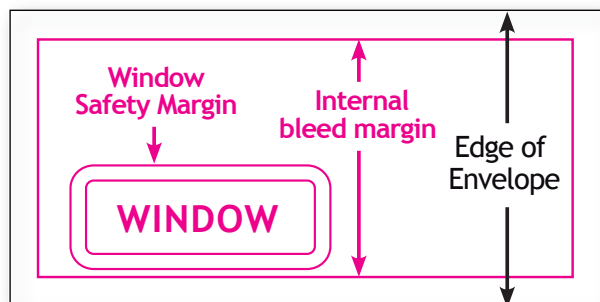 Window
Safety Margin
Internal
bleed margin
Edge of
Envelope
WINDOW